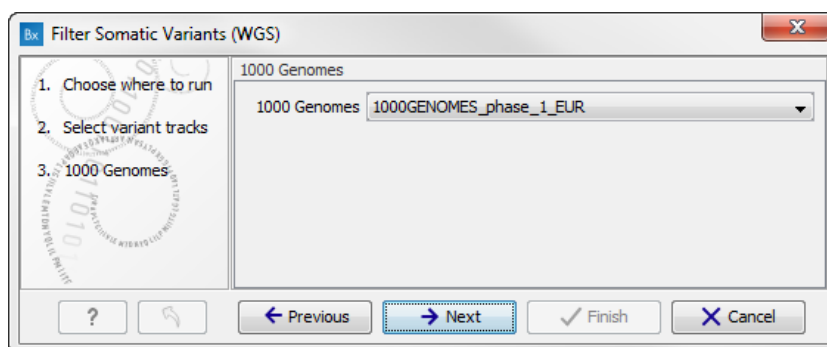 Bx Filter Somatic Variants (WGS)
1. Choose where to run
2. Select variant tracks
3. 1000 Genomes
1000 Genomes
1000 Genomes 1000GENOMES_phase_1_EUR
? Previous Next Finish Cancel